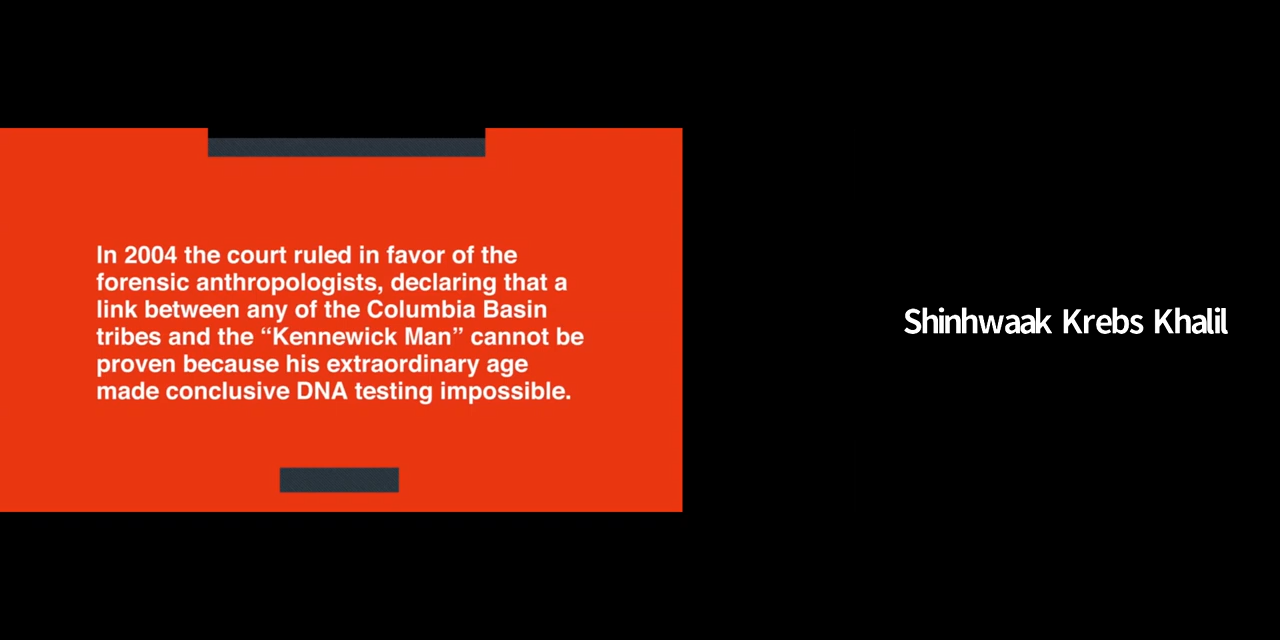 In 2004 the court ruled in favor of the
forensic anthropologists, declaring that a
link between any of the Columbia Basin
tribes and the “Kennewick Man” cannot be
proven because his extraordinary age
made conclusive DNA testing impossible.
Shinhwaak Krebs Khalil